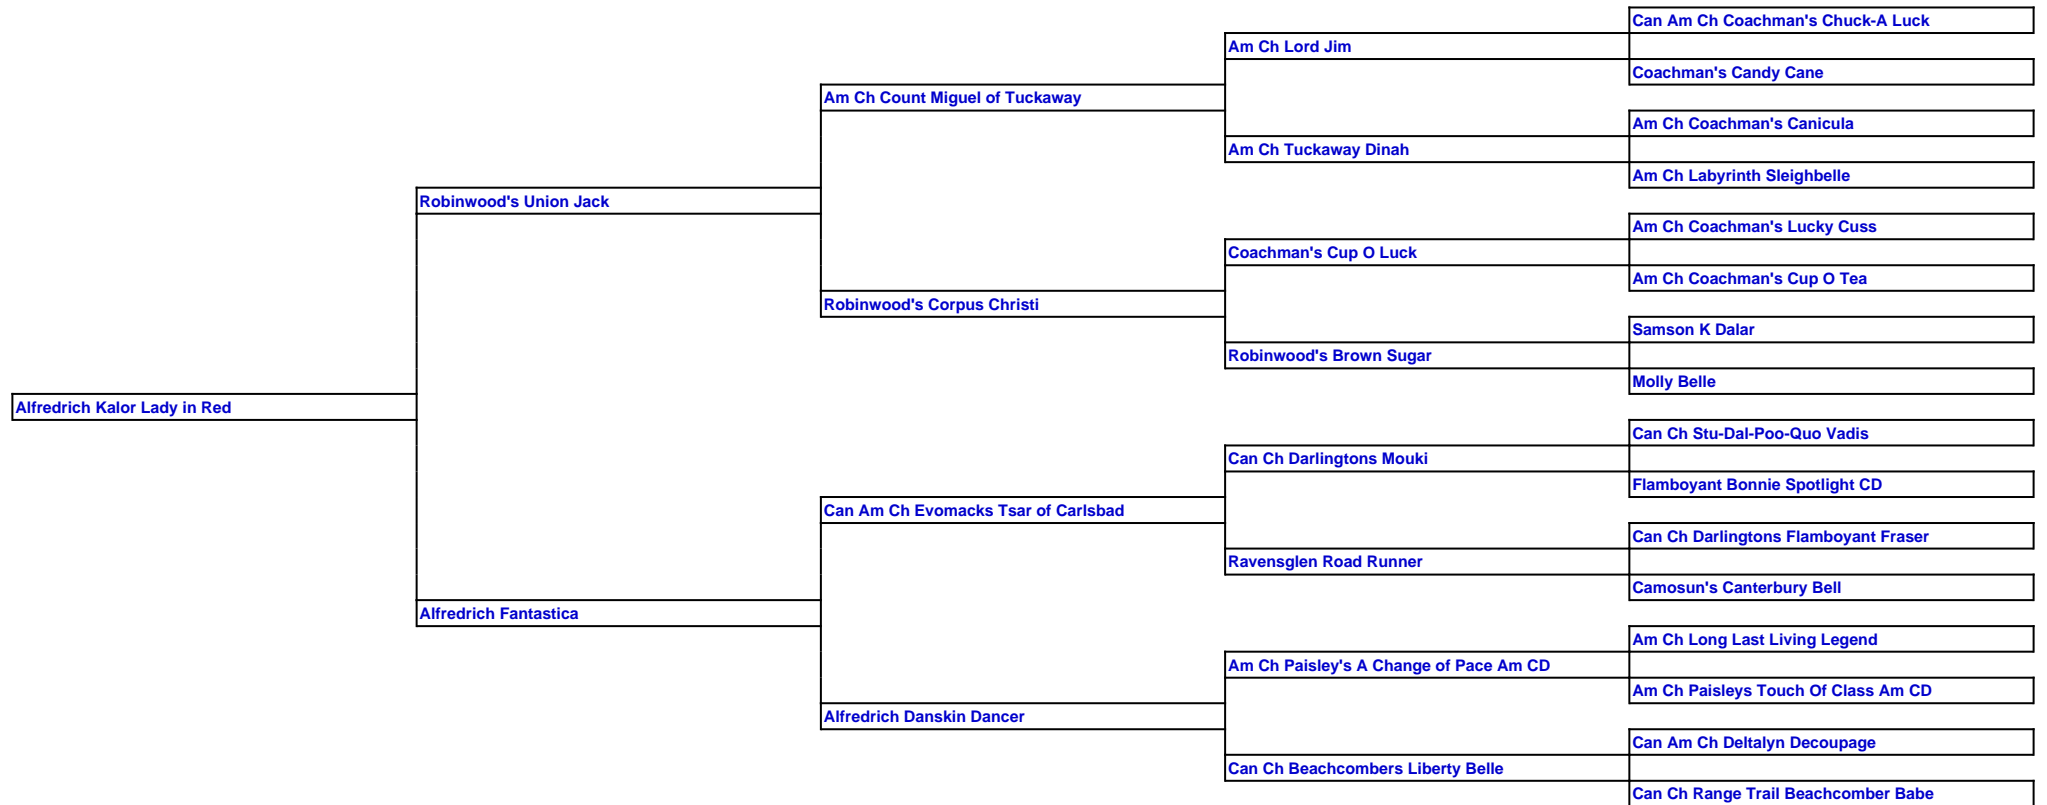 Can Am Ch Coachman's Chuck-A Luck
Am Ch Lord Jim
Coachman's Candy Cane
Am Ch Count Miguel of Tuckaway
Am Ch Coachman's Canicula
Am Ch Tuckaway Dinah
Am Ch Labyrinth Sleighbelle
Robinwood's Union Jack
Am Ch Coachman's Lucky Cuss
Coachman's Cup O Luck
Am Ch Coachman's Cup O Tea
Robinwood's Corpus Christi
Samson K Dalar
Robinwood's Brown Sugar
Molly Belle
Alfredrich Kalor Lady in Red
Can Ch Stu-Dal-Poo-Quo Vadis
Can Ch Darlingtons Mouki
Flamboyant Bonnie Spotlight CD
Can Am Ch Evomacks Tsar of Carlsbad
Can Ch Darlingtons Flamboyant Fraser
Ravensglen Road Runner
Camosun's Canterbury Bell
Alfredrich Fantastica
Am Ch Long Last Living Legend
Am Ch Paisley's A Change of Pace Am CD
Am Ch Paisleys Touch Of Class Am CD
Alfredrich Danskin Dancer
Can Am Ch Deltalyn Decoupage
Can Ch Beachcombers Liberty Belle
Can Ch Range Trail Beachcomber Babe